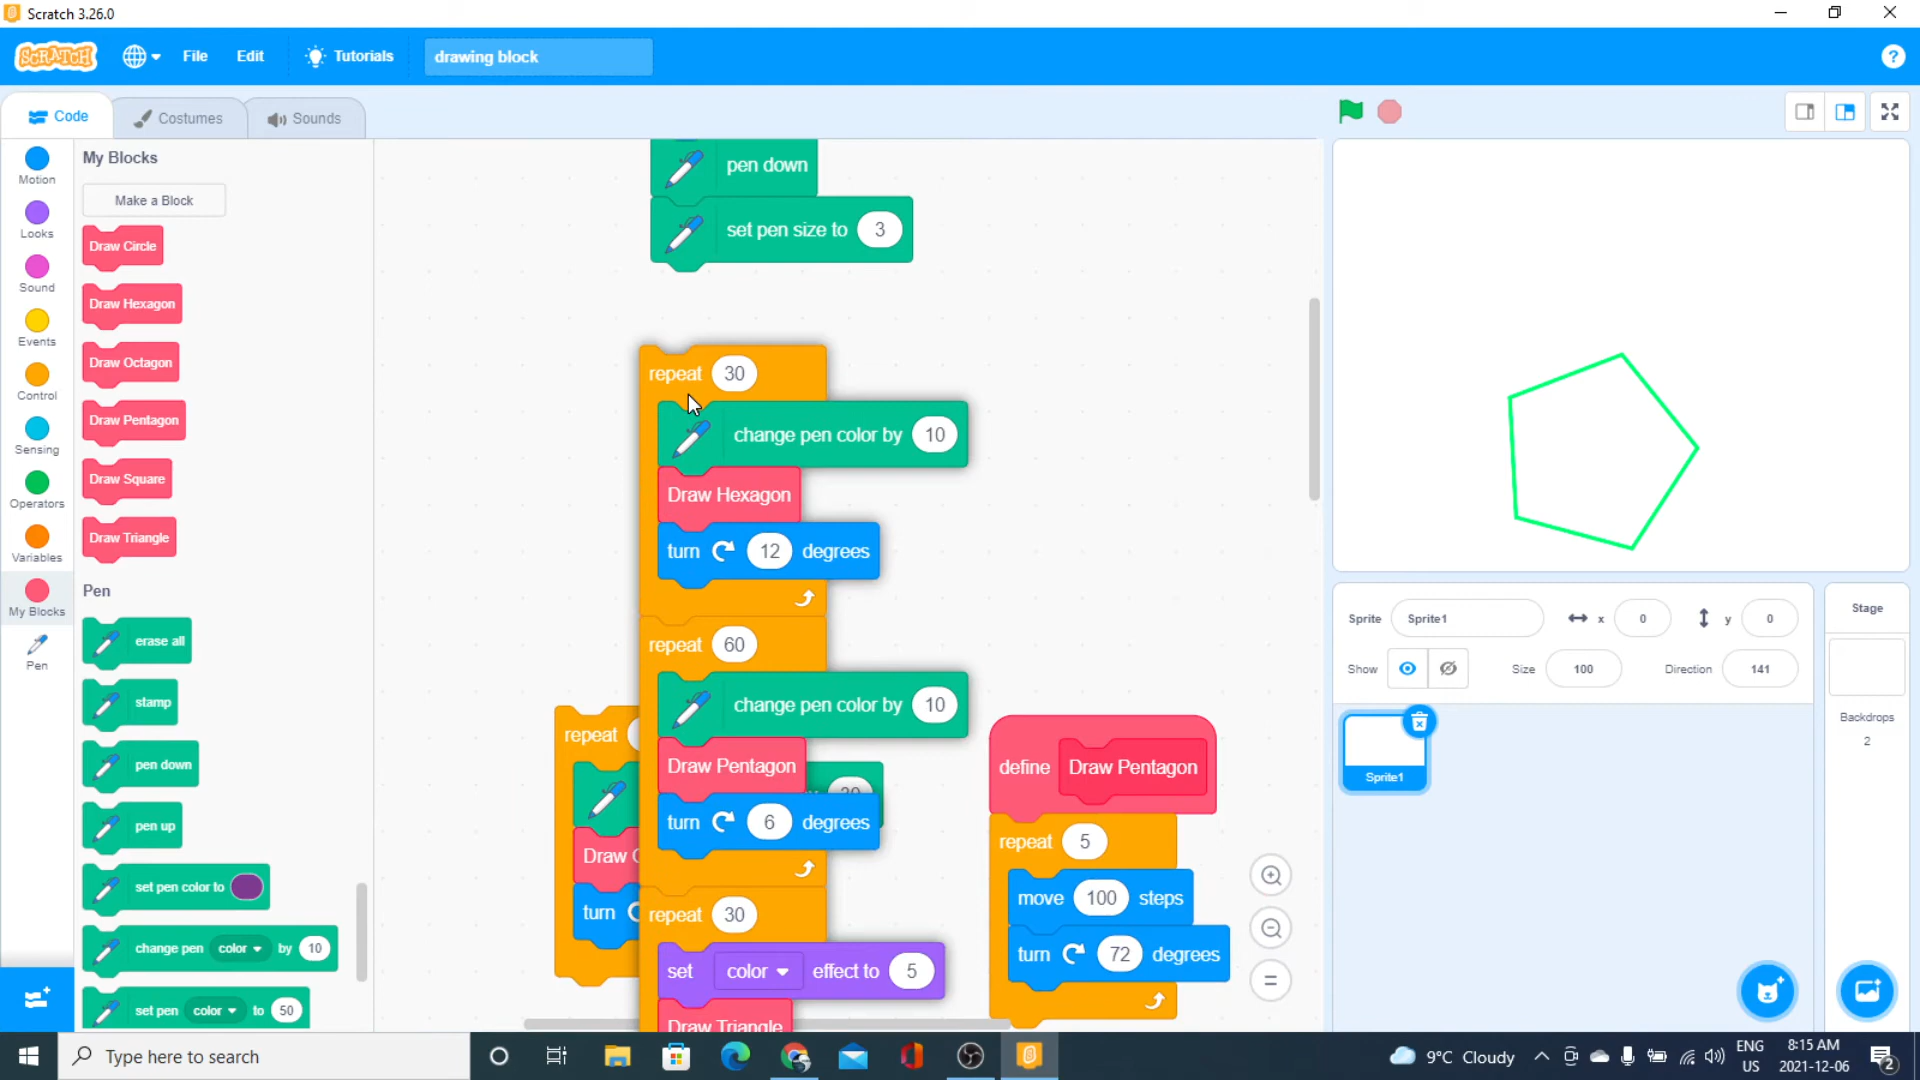 Scratch 3.26.0
SCRATCH
File
Edit
Tutorials
drawing block
Code
Costumes
Sounds
Motion
Looks
Sound
Events
Control
Sensing
Operators
Variables
My Blocks
Pen
My Blocks
Make a Block
Draw Circle
Draw Hexagon
Draw Octagon
Draw Pentagon
Draw Square
Draw Triangle
Pen
erase all
stamp
pen down
pen up
set pen color to
change pen color by 10
set pen color to 50
pen down
set pen size to 3
repeat 30
change pen color by 10
Draw Hexagon
turn 12 degrees
repeat 60
change pen color by 10
Draw Pentagon
turn 6 degrees
repeat 30
set color effect to 5
Draw Triangle
repeat
Draw
turn
define Draw Pentagon
repeat 5
move 100 steps
turn 72 degrees
Sprite Sprite1 x 0 y 0
Show Size 100 Direction 141
Sprite1
Stage
Backdrops
2
Type here to search
9°C Cloudy
ENG
US
8:15 AM
2021-12-06
2